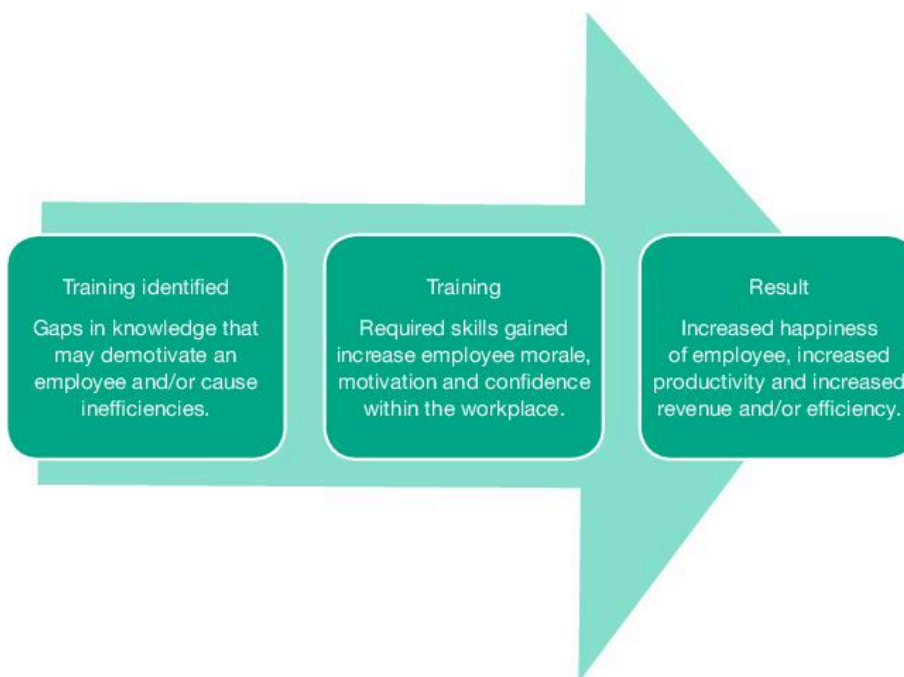 Training identified
Gaps in knowledge that
may demotivate an
employee and/or cause
inefficiencies.
Training
Required skills gained
increase employee morale,
motivation and confidence
within the workplace.
Result
Increased happiness
of employee, increased
productivity and increased
revenue and/or efficiency.